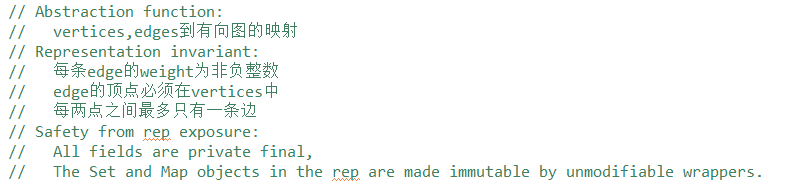 // Abstraction function:
//   vertices,edges到有向图的映射
// Representation invariant:
//   每条edge的weight为非负整数
//   edge的顶点必须在vertices中
//   每两点之间最多只有一条边
// Safety from rep exposure:
//   All fields are private final,
//   The Set and Map objects in the rep are made immutable by unmodifiable wrappers.